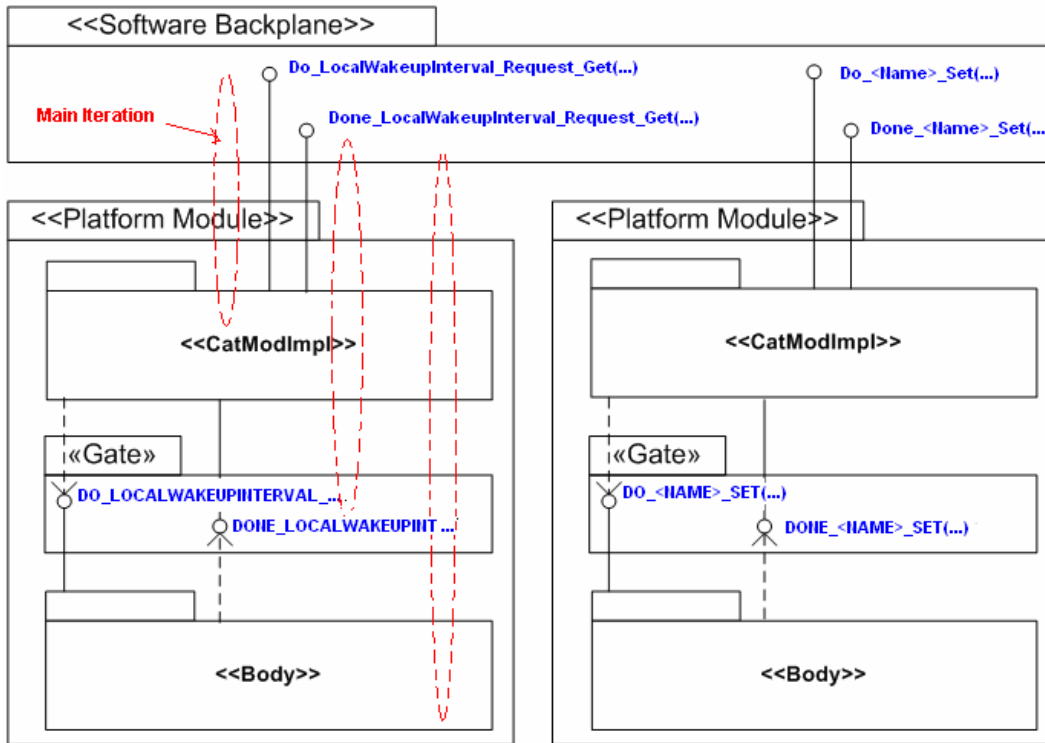 <<Software Backplane>>
Do_LocalWakeupInterval_Request_Get(...)
Do_<Name>_Set(...)
Main Iteration
Done_LocalWakeupInterval_Request_Get(...)
Done_<Name>_Set(...
<<Platform Module>>
<<Platform Module>>
<<CatModImpl>>
<<CatModImpl>>
«Gate»
«Gate»
DO_LOCALWAKEUPINTERVAL_...
DO_<NAME>_SET(...)
DONE_LOCALWAKEUPINT ...
DONE_<NAME>_SET(...)
<<Body>>
<<Body>>